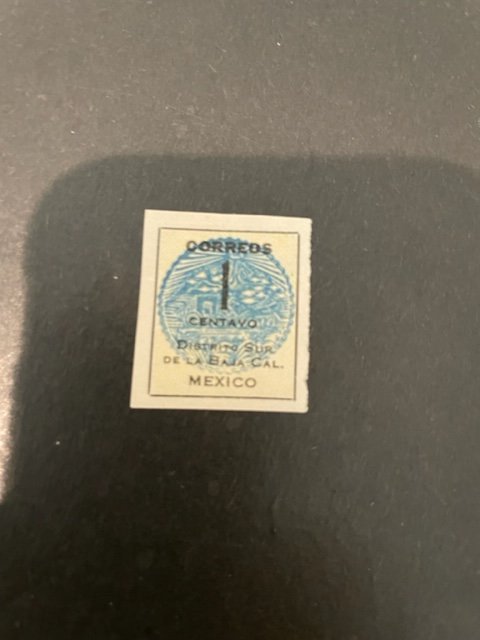 CORREOS
1
CENTAVO
DISTRITO SUR
DE LA BAJA CAL.
MEXICO